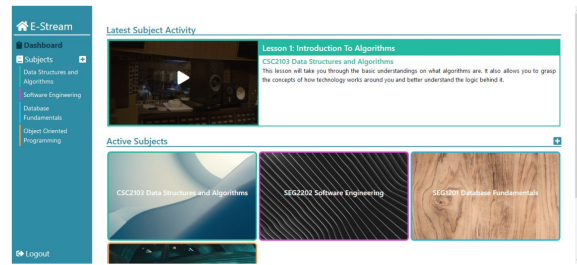 E-Stream
Dashboard
Subjects
Data Structures and
Algorithms
Software Engineering
Database
Fundamentals
Object Oriented
Programming
Logout
Latest Subject Activity
Lesson 1: Introduction To Algorithms
CSC2103 Data Structures and Algorithms
This lesson will take you through the basic understandings on what algorithms are. It also allows you to grasp
the concepts of how technology works around you and better understand the logic behind it.
Active Subjects
CSC2103 Data Structures and Algorithms
SEG2202 Software Engineering
SEG1201 Database Fundamentals